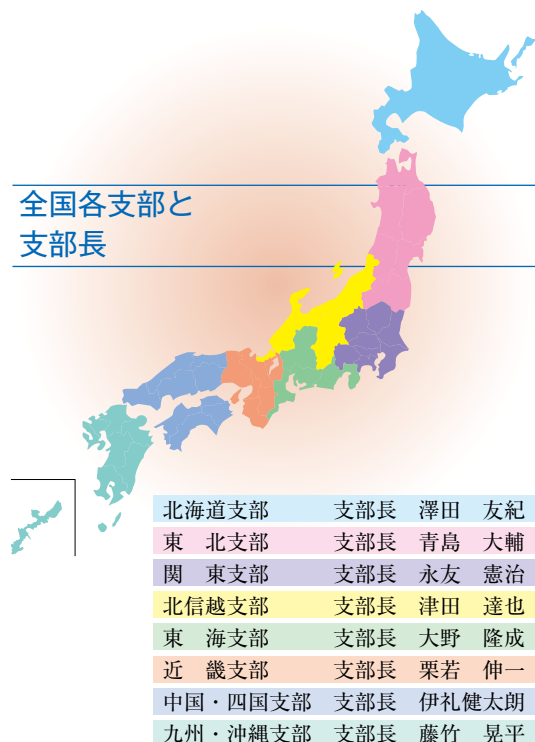 全国各支部と
支部長
北海道支部　支部長　澤田　友紀
東　北支部　支部長　青島　大輔
関　東支部　支部長　永友　憲治
北信越支部　支部長　津田　達也
東　海支部　支部長　大野　隆成
近　畿支部　支部長　栗若　伸一
中国・四国支部　支部長　伊礼健太朗
九州・沖縄支部　支部長　藤竹　晃平